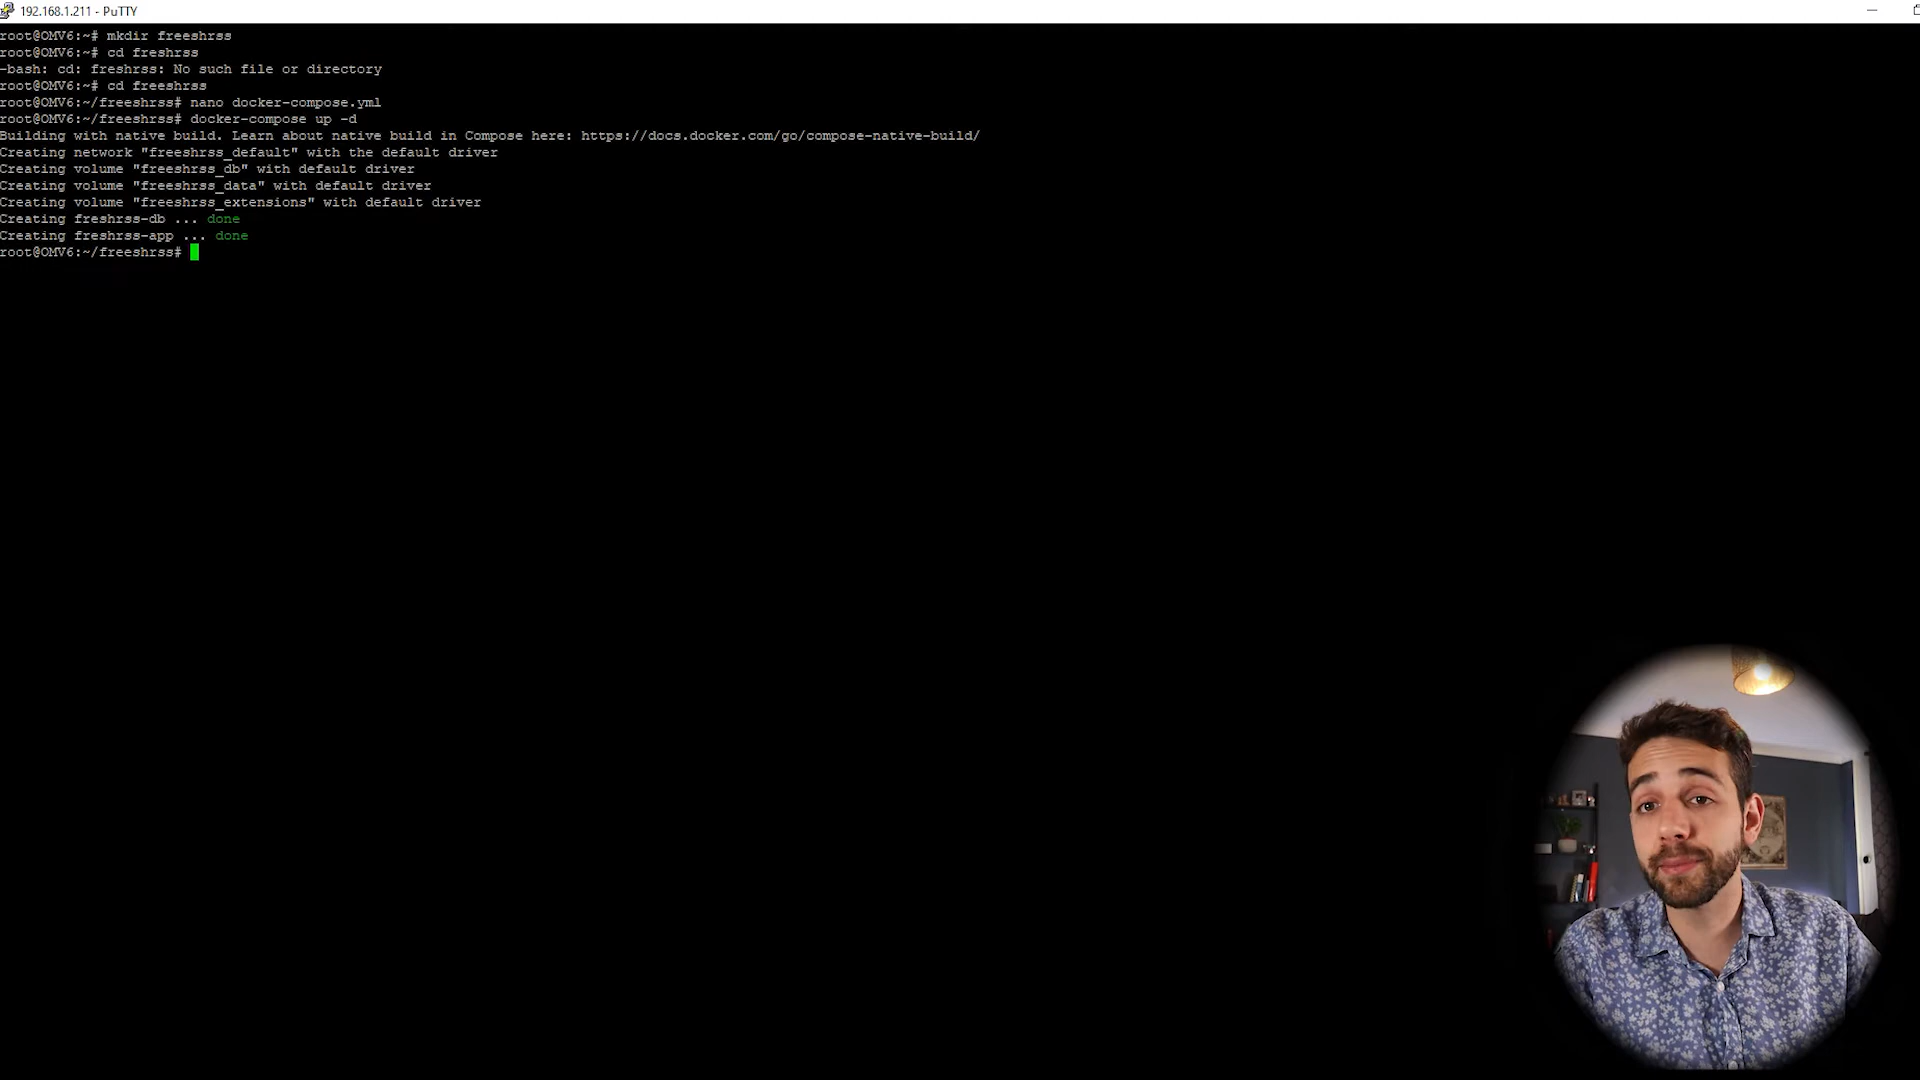 192.168.1.211 - PuTTY
root@OMV6:~# mkdir freeshrss
root@OMV6:~# cd freshrss
-bash: cd: freshrss: No such file or directory
root@OMV6:~# cd freeshrss
root@OMV6:~/freeshrss# nano docker-compose.yml
root@OMV6:~/freeshrss# docker-compose up -d
Building with native build. Learn about native build in Compose here: https://docs.docker.com/go/compose-native-build/
Creating network "freeshrss_default" with the default driver
Creating volume "freeshrss_db" with default driver
Creating volume "freeshrss_data" with default driver
Creating volume "freeshrss_extensions" with default driver
Creating freshrss-db ... done
Creating freshrss-app ... done
root@OMV6:~/freeshrss#